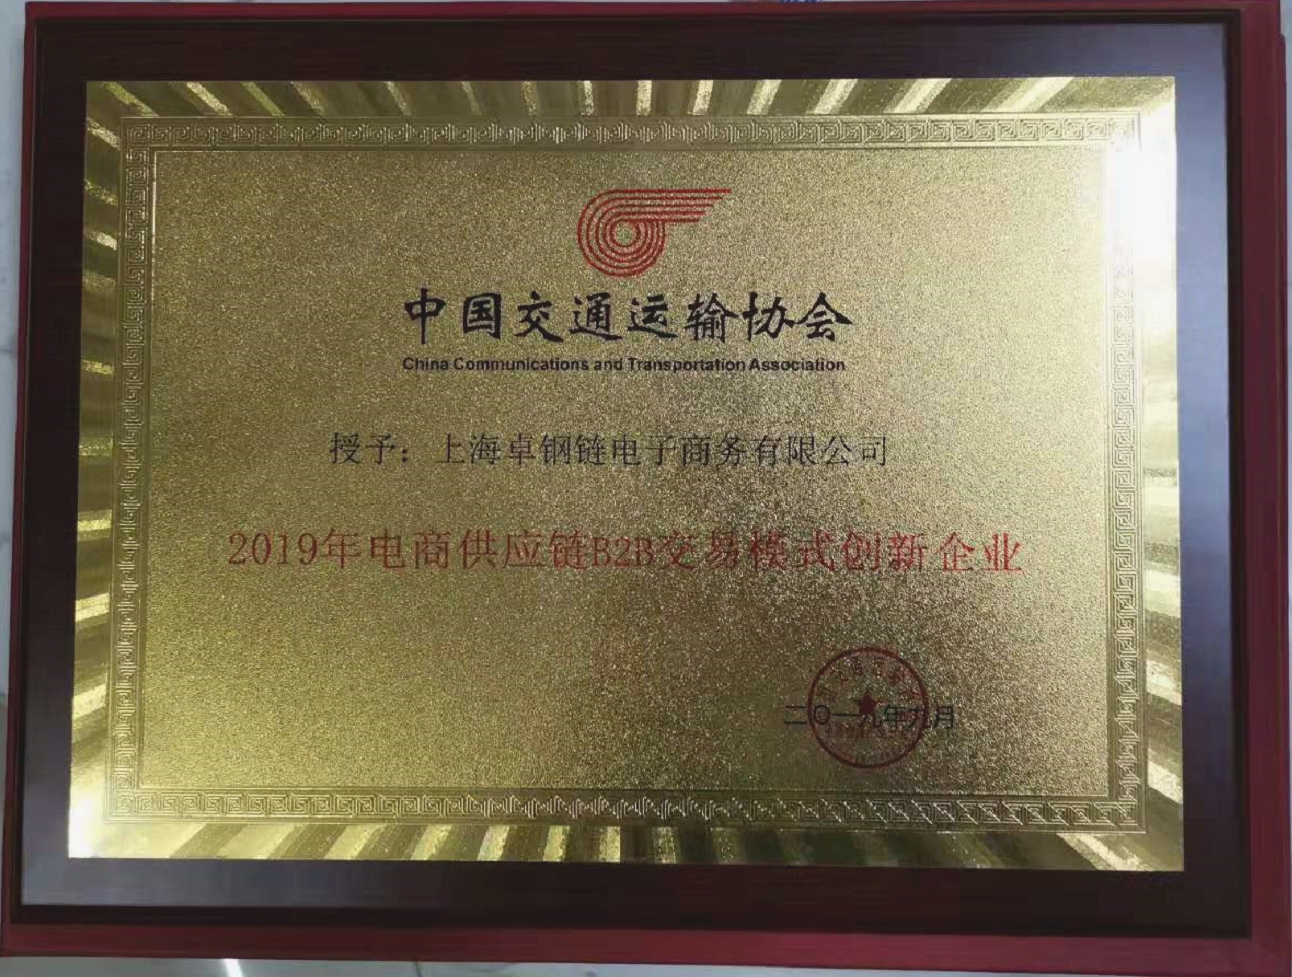 中国交通运输协会
China Communications and Transportation Association
授予：上海卓钢链电子商务有限公司
2019年电商供应链B2B交易模式创新企业
二〇一九年九月